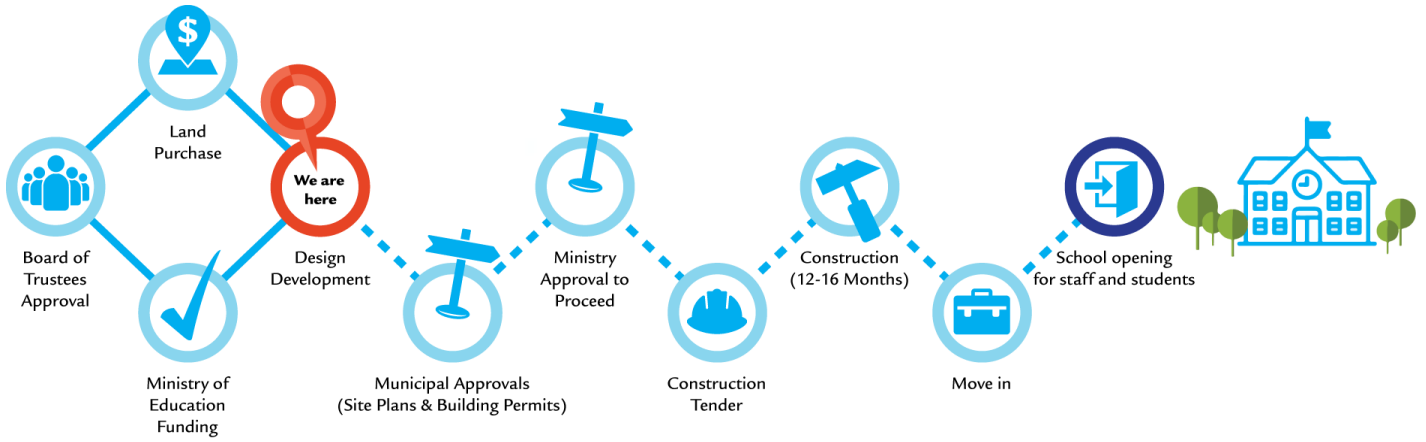 Board of
Trustees
Approval
$
Land
Purchase
Ministry of
Education
Funding
We are
here
Design
Development
Municipal Approvals
(Site Plans & Building Permits)
Ministry
Approval to
Proceed
Construction
Tender
Construction
(12-16 Months)
Move in
School opening
for staff and students